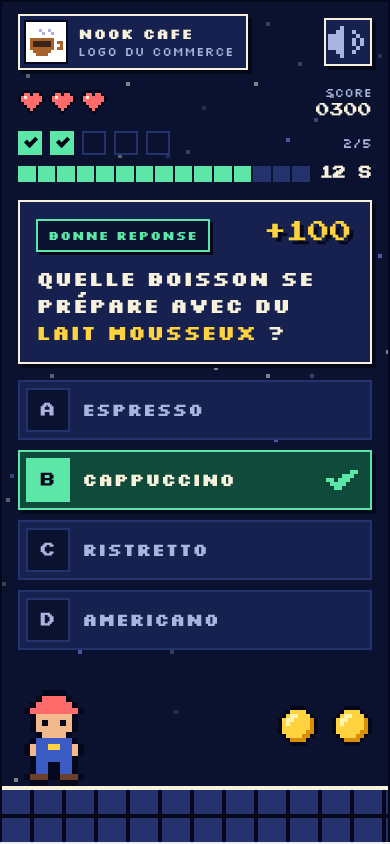 NOOK CAFE
LOGO DU COMMERCE
SCORE
0300
2/5
12 S
BONNE REPONSE
+100
QUELLE BOISSON SE
PRÉPARE AVEC DU
LAIT MOUSSEUX ?
A ESPRESSO
B CAPPUCCINO
C RISTRETTO
D AMERICANO